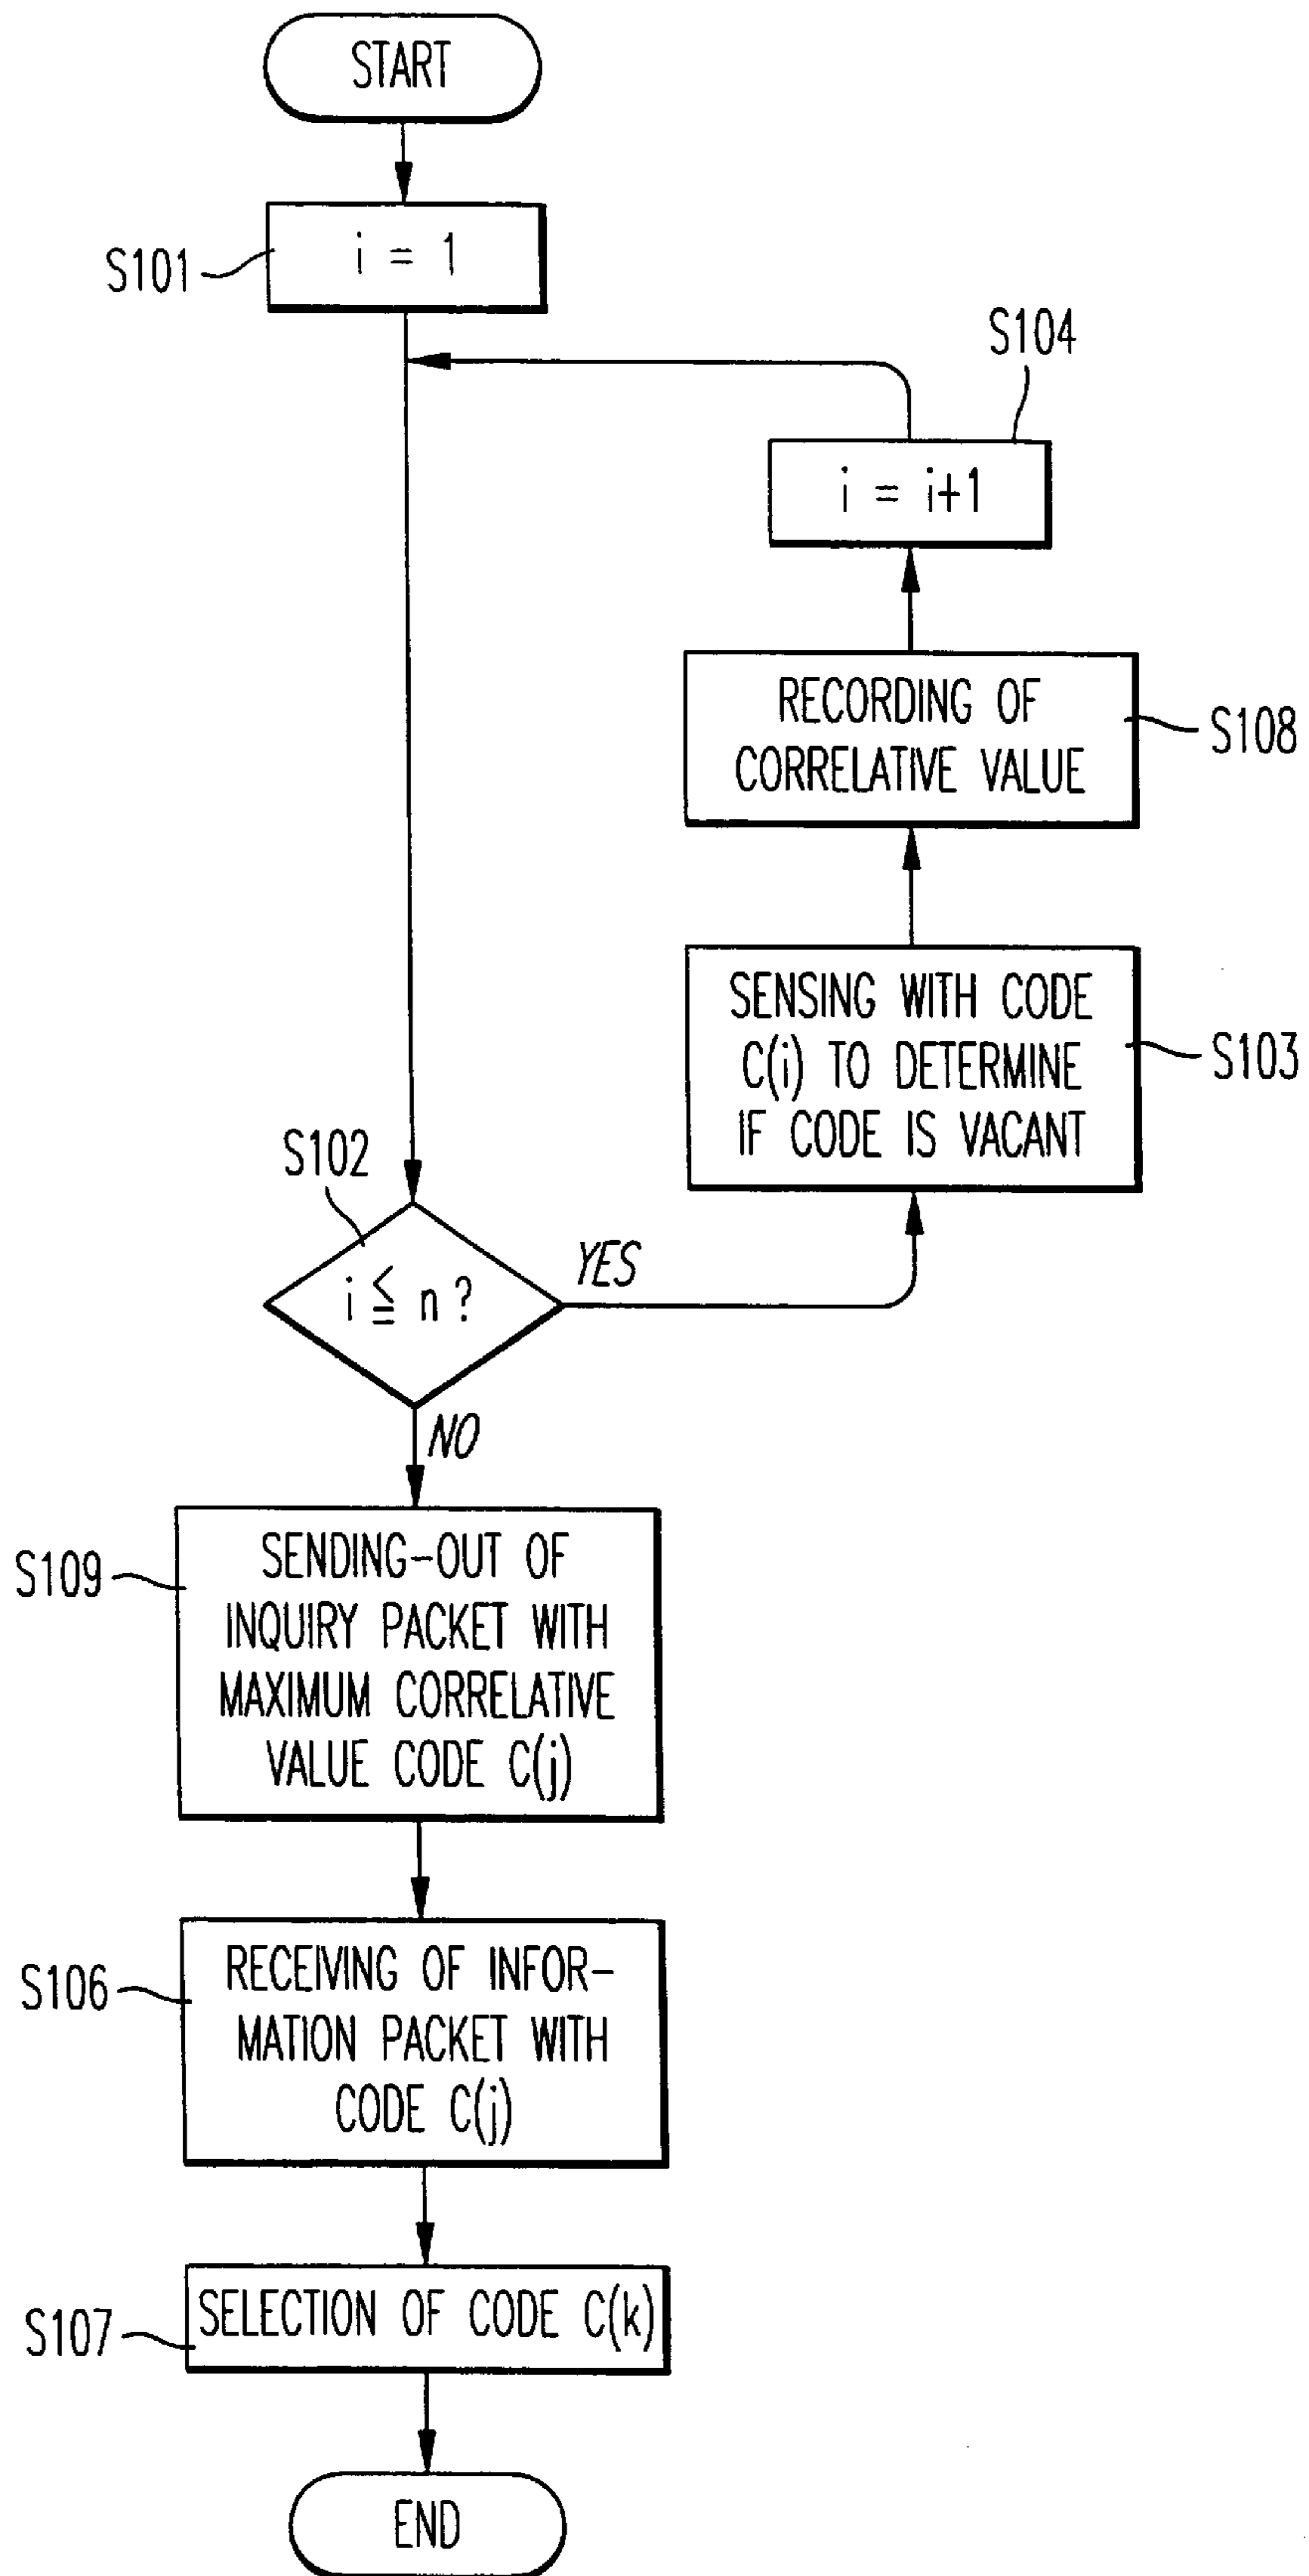 START
S101
i = 1
S104
i = i+1
RECORDING OF
CORRELATIVE VALUE
S108
SENSING WITH CODE
C(i) TO DETERMINE
IF CODE IS VACANT
S103
S102
i ≦ n ?
YES
NO
S109
SENDING-OUT OF
INQUIRY PACKET WITH
MAXIMUM CORRELATIVE
VALUE CODE C(j)
S106
RECEIVING OF INFOR-
MATION PACKET WITH
CODE C(j)
S107
SELECTION OF CODE C(k)
END